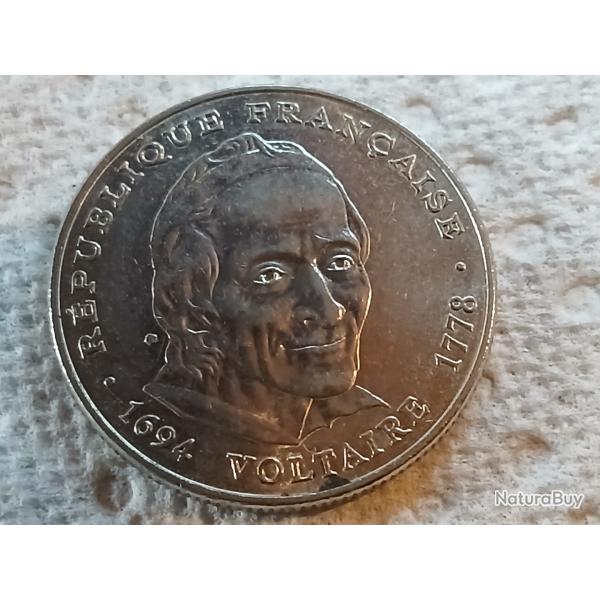 · RÉPUBLIQUE FRANÇAISE ·
1694 VOLTAIRE 1778
NaturaBuy